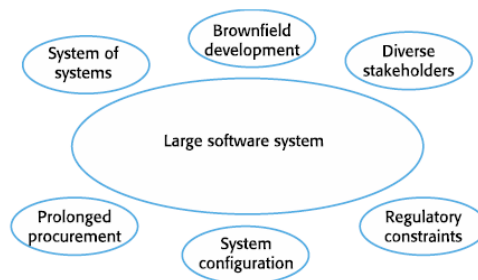 System of
systems
Brownfield
development
Diverse
stakeholders
Large software system
Prolonged
procurement
System
configuration
Regulatory
constraints